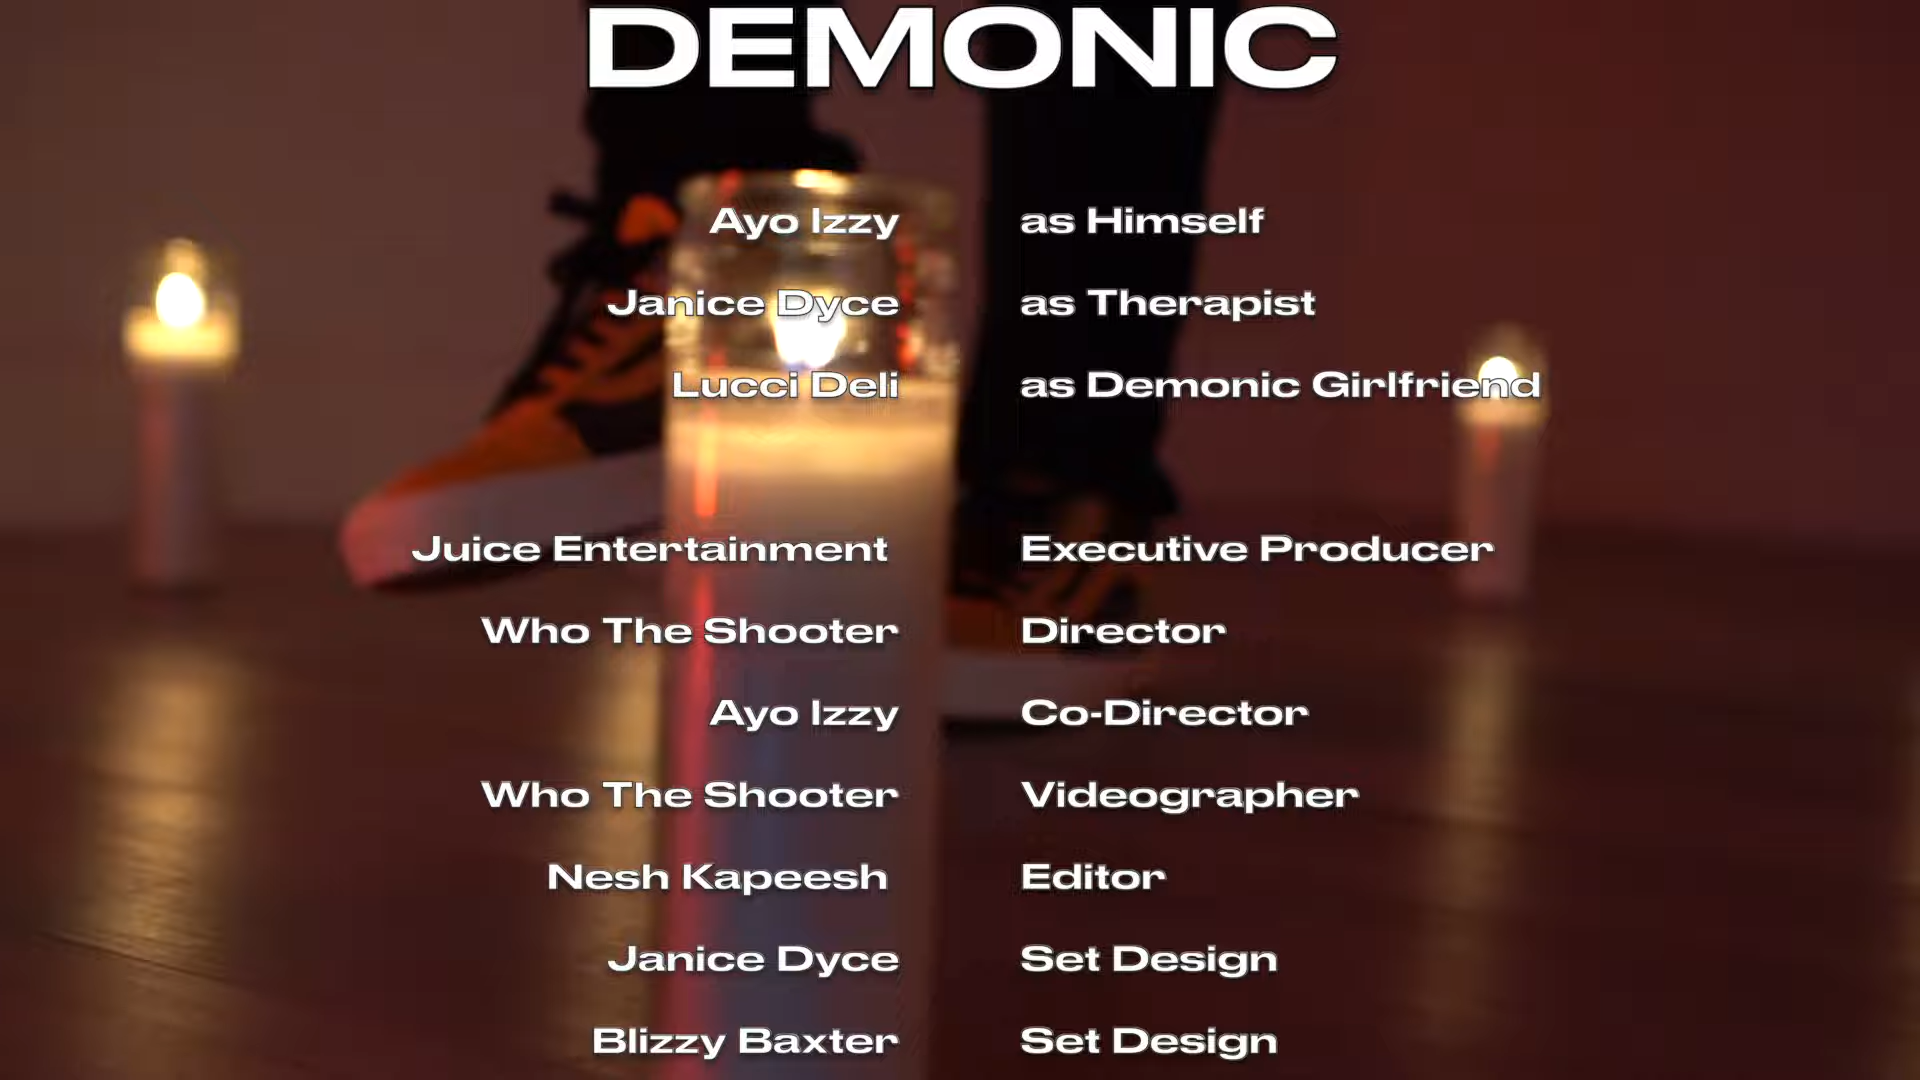 DEMONIC
Ayo Izzy as Himself
Janice Dyce as Therapist
Lucci Deli as Demonic Girlfriend
Juice Entertainment Executive Producer
Who The Shooter Director
Ayo Izzy Co-Director
Who The Shooter Videographer
Nesh Kapeesh Editor
Janice Dyce Set Design
Blizzy Baxter Set Design